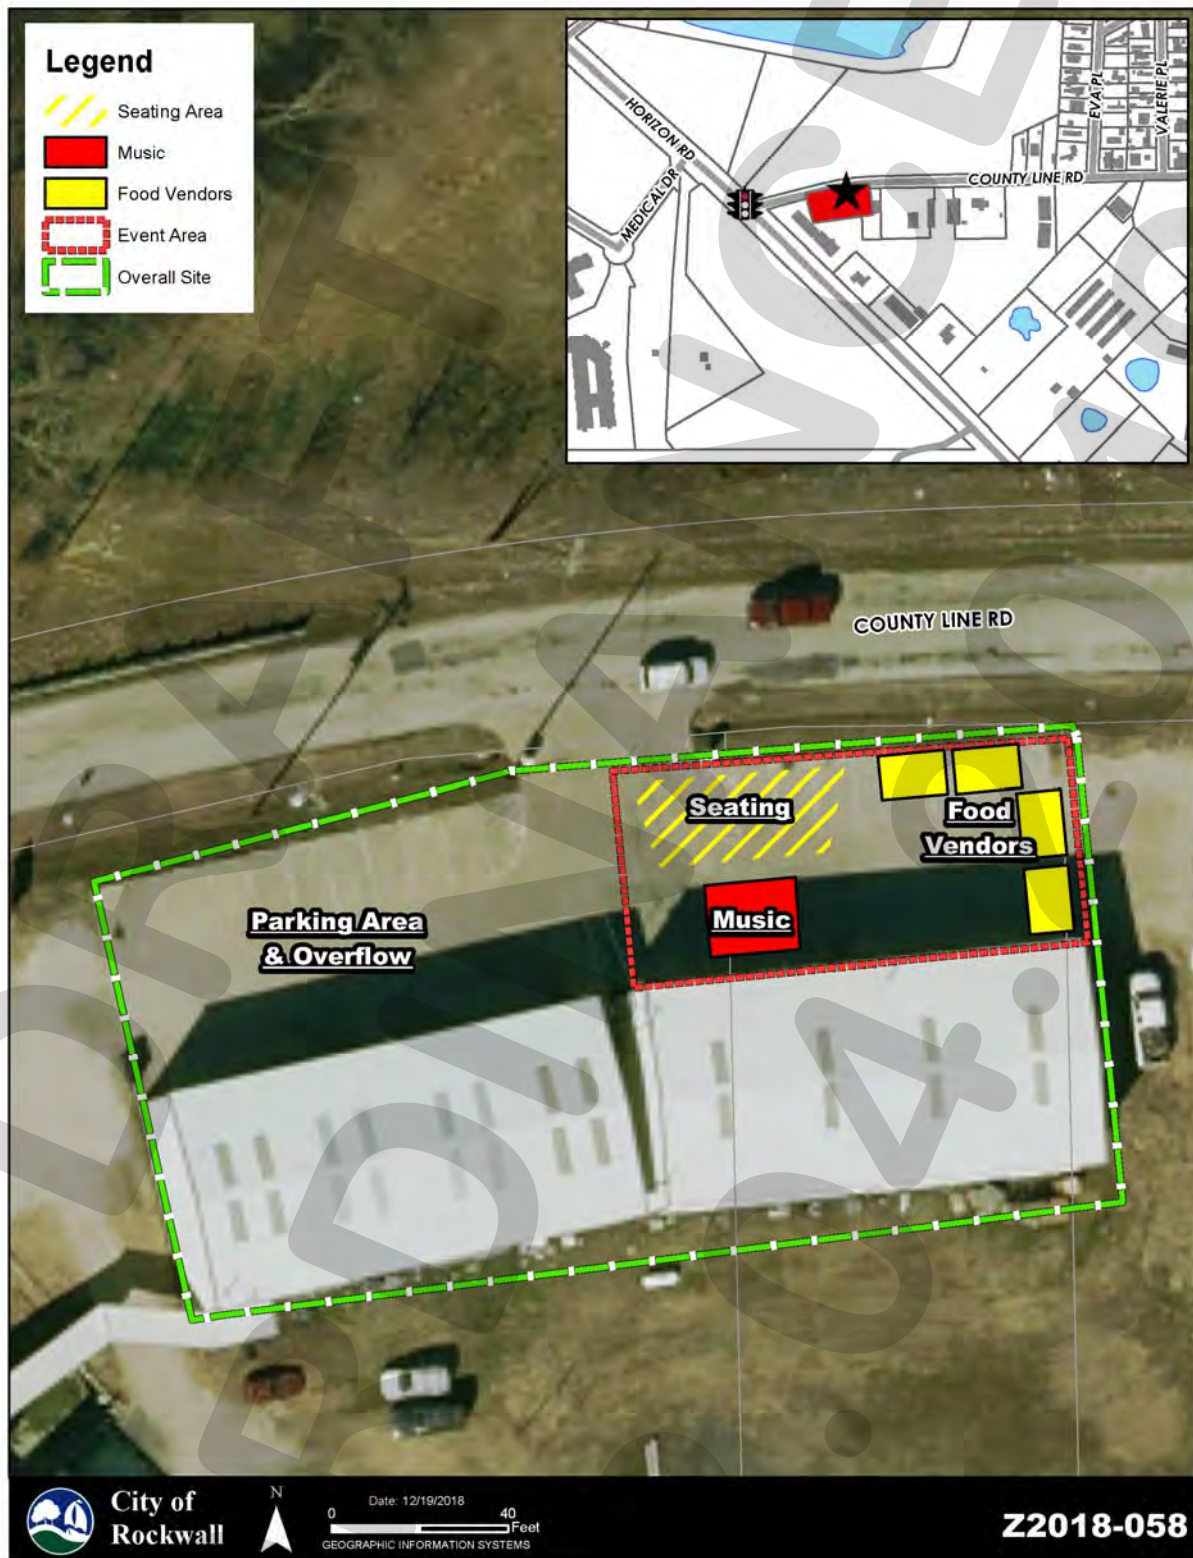 Legend
Seating Area
Music
Food Vendors
Event Area
Overall Site
HORIZON RD
MEDICAL DR
COUNTY LINE RD
EVA PL
VALERIE PL
COUNTY LINE RD
Seating
Food
Vendors
Music
Parking Area
& Overflow
City of
Rockwall
N
Date: 12/19/2018
0 40
Feet
GEOGRAPHIC INFORMATION SYSTEMS
Z2018-058
DRAFT